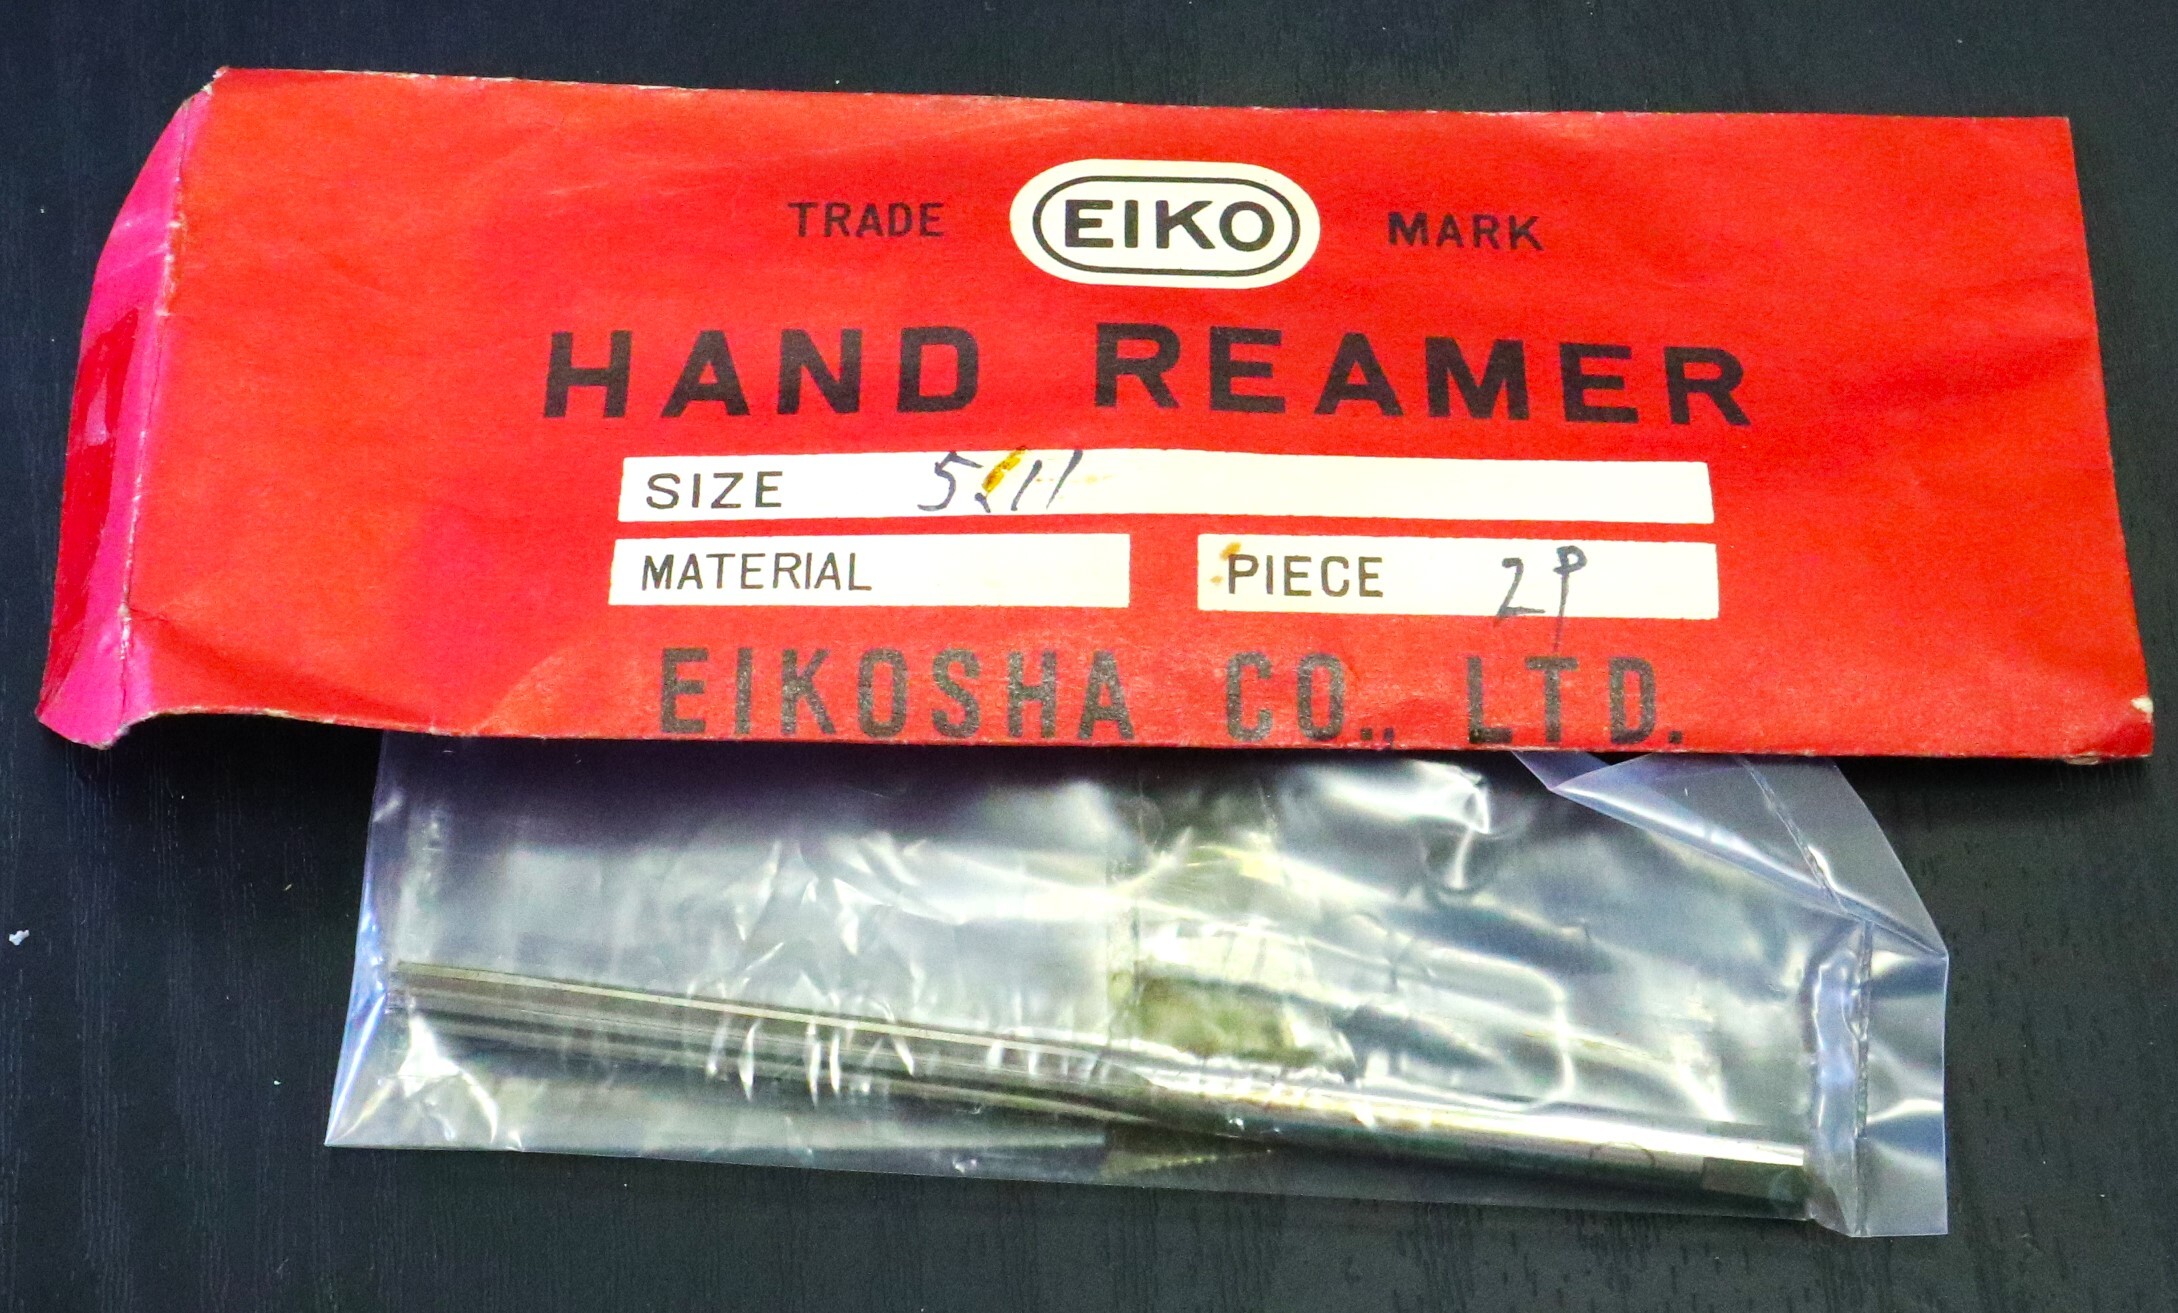 TRADE EIKO MARK
HAND REAMER
SIZE 5.11
MATERIAL PIECE 2P
EIKOSHA CO., LTD.